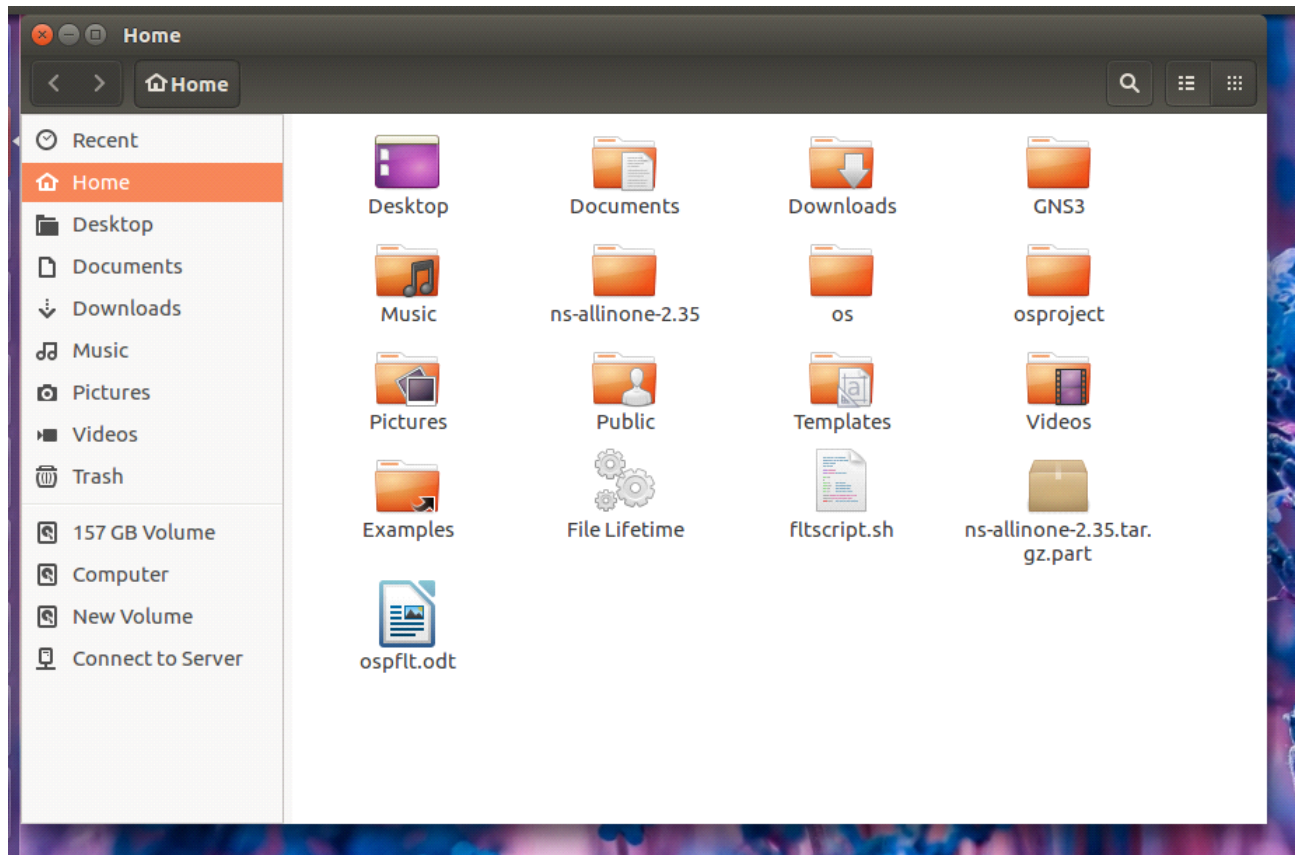 Home
Home
Recent
Home
Desktop
Documents
Downloads
Music
Pictures
Videos
Trash
157 GB Volume
Computer
New Volume
Connect to Server
Desktop
Documents
Downloads
GNS3
Music
ns-allinone-2.35
os
osproject
Pictures
Public
Templates
Videos
Examples
File Lifetime
fltscript.sh
ns-allinone-2.35.tar.
gz.part
ospflt.odt